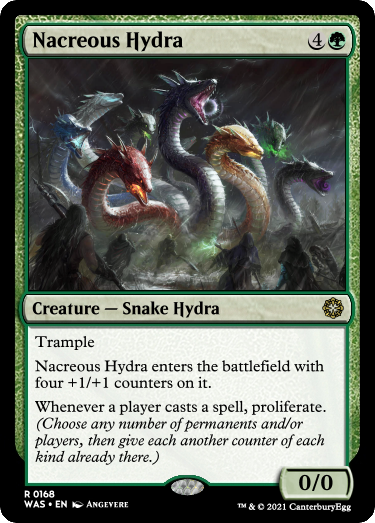 Nacreous Hydra 4
Creature — Snake Hydra
Trample
Nacreous Hydra enters the battlefield with
four +1/+1 counters on it.
Whenever a player casts a spell, proliferate.
(Choose any number of permanents and/or
players, then give each another counter of each
kind already there.)
0/0
R 0168
WAS • EN ANGEVERE
™ & © 2021 CanterburyEgg